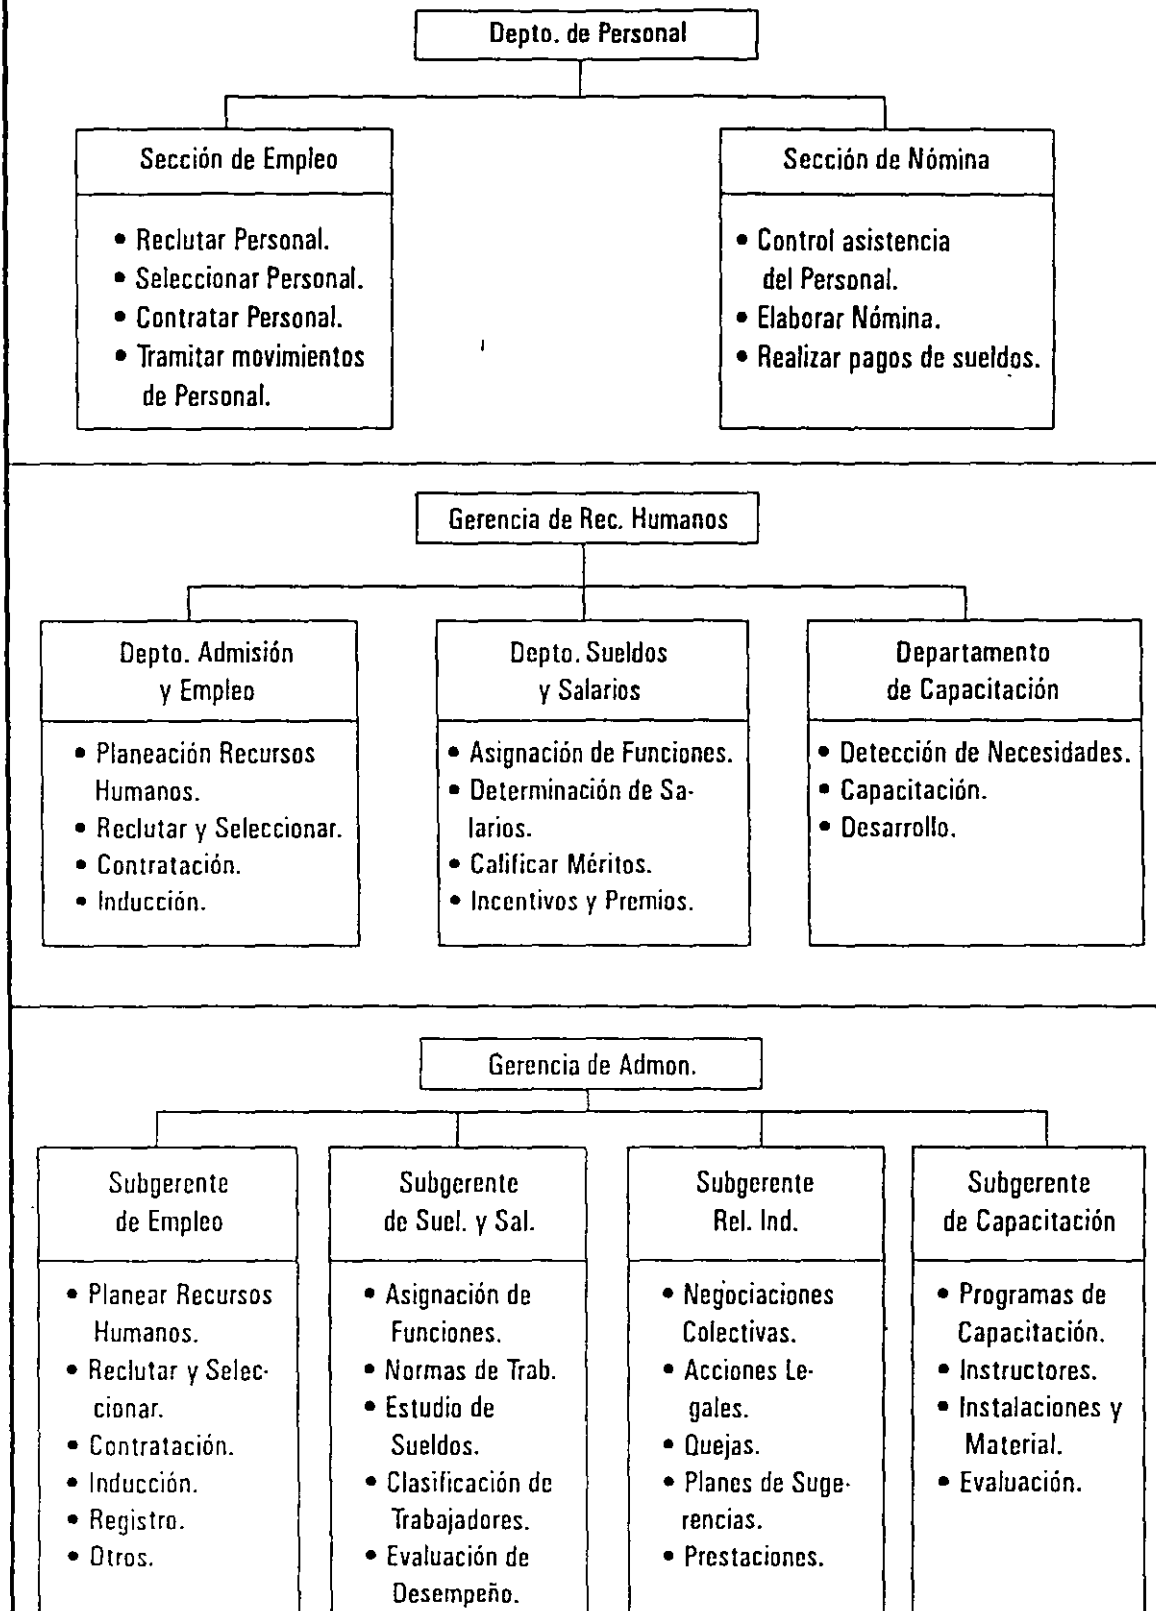 Depto. de Personal
Sección de Empleo
• Reclutar Personal.
• Seleccionar Personal.
• Contratar Personal.
• Tramitar movimientos
de Personal.
Sección de Nómina
• Control asistencia
del Personal.
• Elaborar Nómina.
• Realizar pagos de sueldos.
Gerencia de Rec. Humanos
Depto. Admisión
y Empleo
• Planeación Recursos
Humanos.
• Reclutar y Seleccionar.
• Contratación.
• Inducción.
Depto. Sueldos
y Salarios
• Asignación de Funciones.
• Determinación de Sa-
larios.
• Calificar Méritos.
• Incentivos y Premios.
Departamento
de Capacitación
• Detección de Necesidades.
• Capacitación.
• Desarrollo.
Gerencia de Admon.
Subgerente
de Empleo
• Planear Recursos
Humanos.
• Reclutar y Selec-
cionar.
• Contratación.
• Inducción.
• Registro.
• Otros.
Subgerente
de Suel. y Sal.
• Asignación de
Funciones.
• Normas de Trab.
• Estudio de
Sueldos.
• Clasificación de
Trabajadores.
• Evaluación de
Desempeño.
Subgerente
Rel. Ind.
• Negociaciones
Colectivas.
• Acciones Le-
gales.
• Quejas.
• Planes de Suge-
rencias.
• Prestaciones.
Subgerente
de Capacitación
• Programas de
Capacitación.
• Instructores.
• Instalaciones y
Material.
• Evaluación.